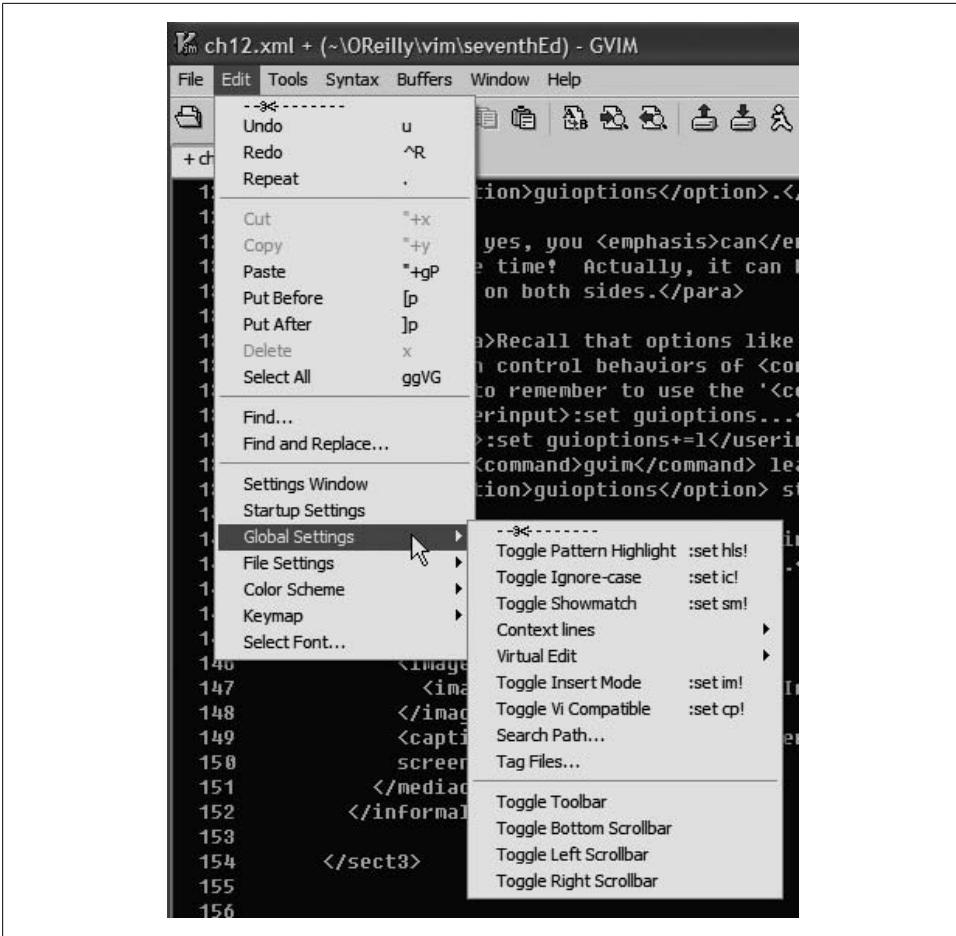 ch12.xml + (~\OReilly\vim\seventhEd) - GVIM
File Edit Tools Syntax Buffers Window Help
Undo u
Redo ^R
Repeat .
Cut "+x
Copy "+y
Paste "+gP
Put Before [p
Put After ]p
Delete x
Select All ggVG
Find...
Find and Replace...
Settings Window
Startup Settings
Global Settings
File Settings
Color Scheme
Keymap
Select Font...
+ ch
tion>guioptions</option>.</
yes, you <emphasis>can</e
e time! Actually, it can
on both sides.</para>
a>Recall that options like
control behaviors of <co
to remember to use the '<c
erinput>:set guioptions...<
>:set guioptions+=l</useri
<command>gvim</command> le
tion>guioptions</option> s
Toggle Pattern Highlight :set hls!
Toggle Ignore-case :set ic!
Toggle Showmatch :set sm!
Context lines
Virtual Edit
Toggle Insert Mode :set im!
Toggle Vi Compatible :set cp!
Search Path...
Tag Files...
Toggle Toolbar
Toggle Bottom Scrollbar
Toggle Left Scrollbar
Toggle Right Scrollbar
146 <image
147 <ima
148 </imag
149 <capti
150 screen
151 </mediao
152 </informal
153
154 </sect3>
155
156